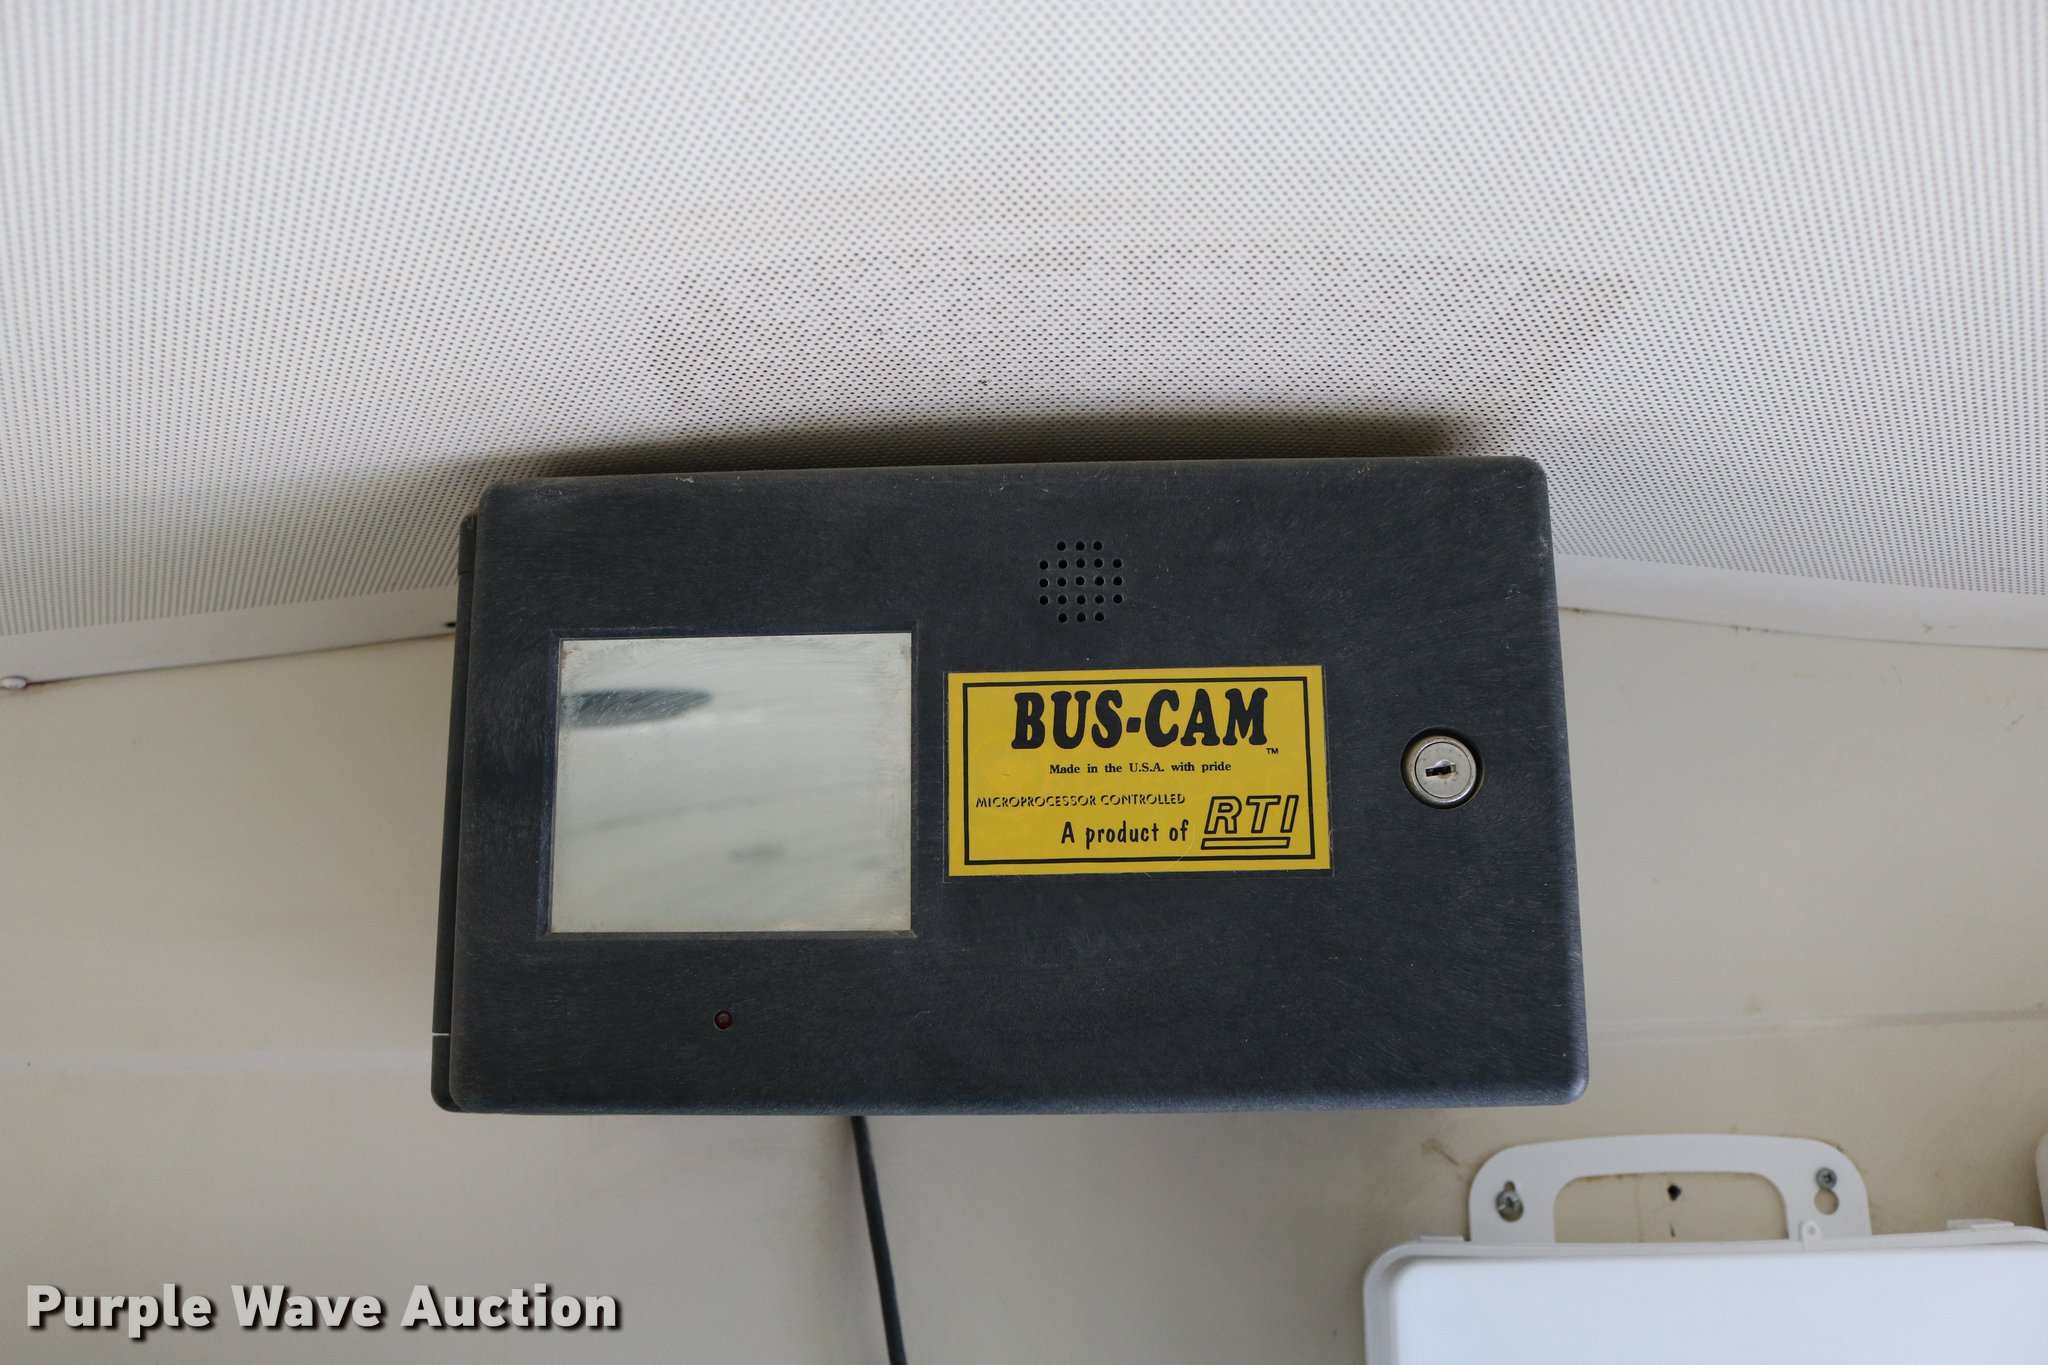 BUS-CAM
TM
Made in the U.S.A. with pride
MICROPROCESSOR CONTROLLED
A product of RTI
Purple Wave Auction